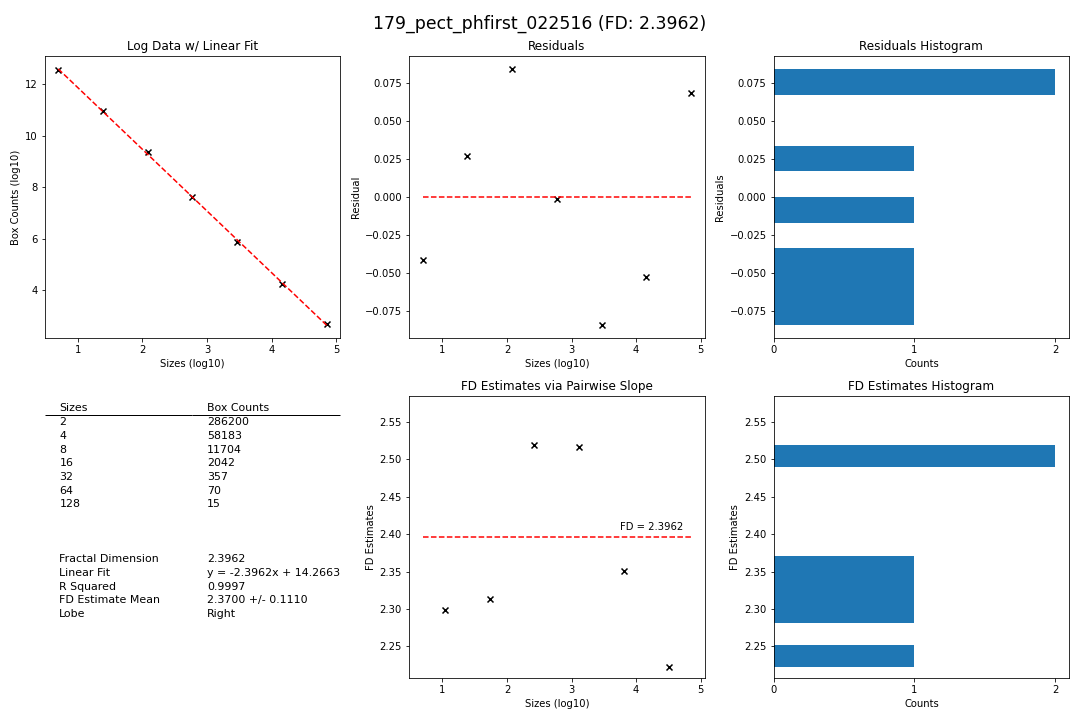 179_pect_phfirst_022516 (FD: 2.3962)
Log Data w/ Linear Fit
Box Counts (log10)
12
10
8
6
4
1 2 3 4 5
Sizes (log10)
Residuals
Residual
0.075
0.050
0.025
0.000
−0.025
−0.050
−0.075
1 2 3 4 5
Sizes (log10)
Residuals Histogram
Residuals
0.075
0.050
0.025
0.000
−0.025
−0.050
−0.075
0 1 2
Counts
Sizes Box Counts
2 286200
4 58183
8 11704
16 2042
32 357
64 70
128 15
Fractal Dimension 2.3962
Linear Fit y = -2.3962x + 14.2663
R Squared 0.9997
FD Estimate Mean 2.3700 +/- 0.1110
Lobe Right
FD Estimates via Pairwise Slope
FD Estimates
2.55
2.50
2.45
2.40
2.35
2.30
2.25
FD = 2.3962
1 2 3 4 5
Sizes (log10)
FD Estimates Histogram
FD Estimates
2.55
2.50
2.45
2.40
2.35
2.30
2.25
0 1 2
Counts